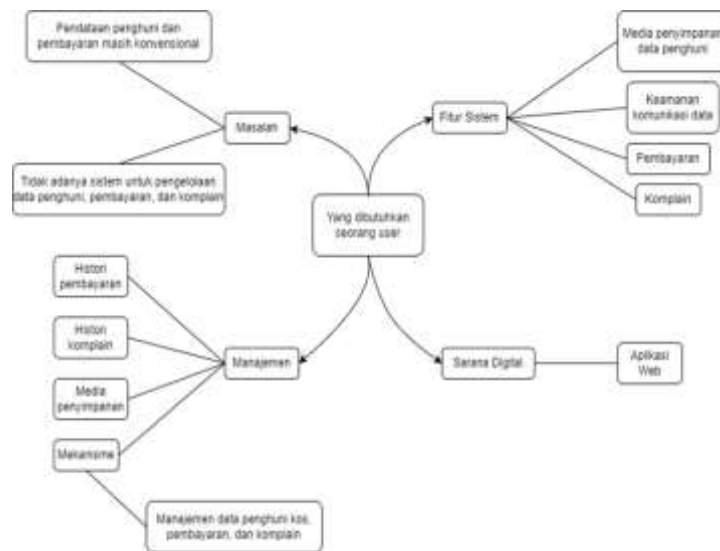 Pendataan penghuni dan
pembayaran masih konvensional
Masalah
Tidak adanya sistem untuk pengelolaan
data penghuni, pembayaran, dan komplain
Fitur Sistem
Media penyimpanan
data penghuni
Keamanan
komunikasi data
Pembayaran
Komplain
Yang dibutuhkan
seorang user
Histori
pembayaran
Histori
komplain
Media
penyimpanan
Mekanisme
Manajemen
Manajemen data penghuni kos,
pembayaran, dan komplain
Sarana Digital
Aplikasi
Web